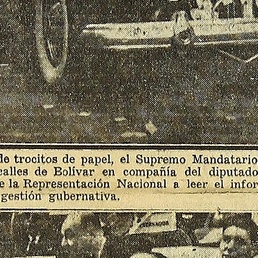 de trocitos de papel, el Supremo Mandatario
calles de Bolívar en compañía del diputado
e la Representación Nacional a leer el infor
gestión gubernativa.